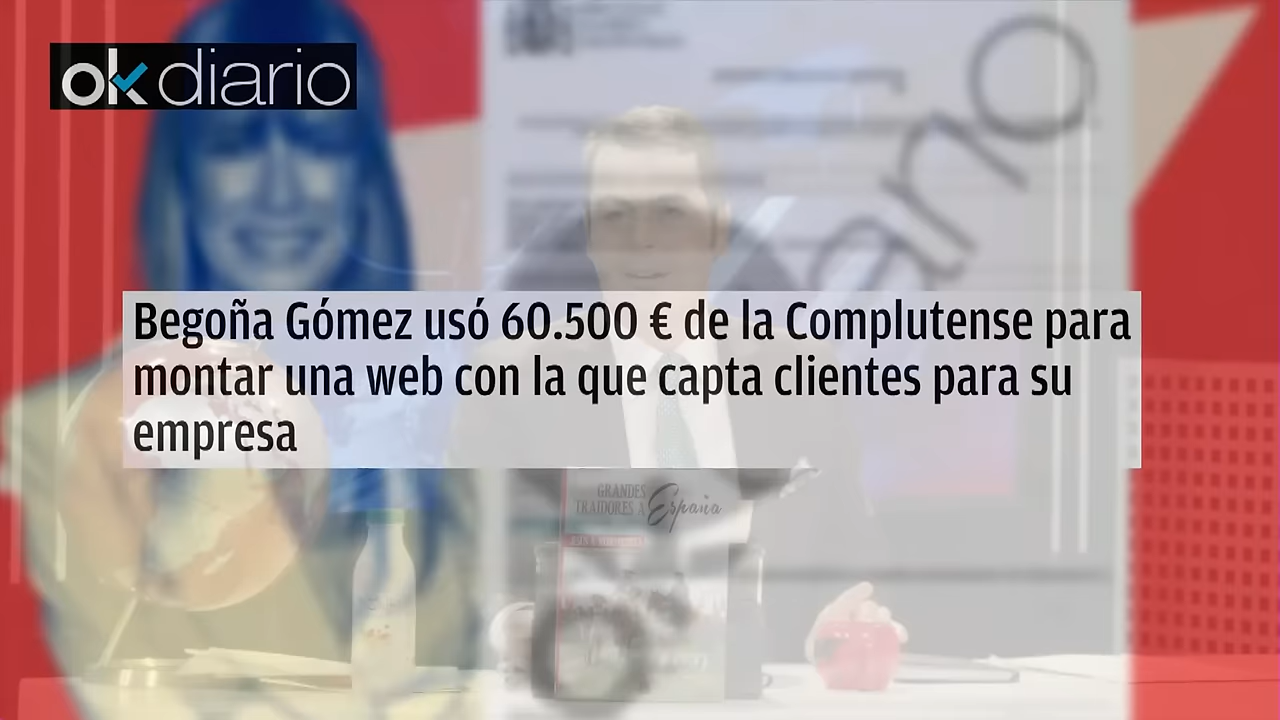 okdiario
Begoña Gómez usó 60.500 € de la Complutense para
montar una web con la que capta clientes para su
empresa
GRANDES
TRAIDORES A España